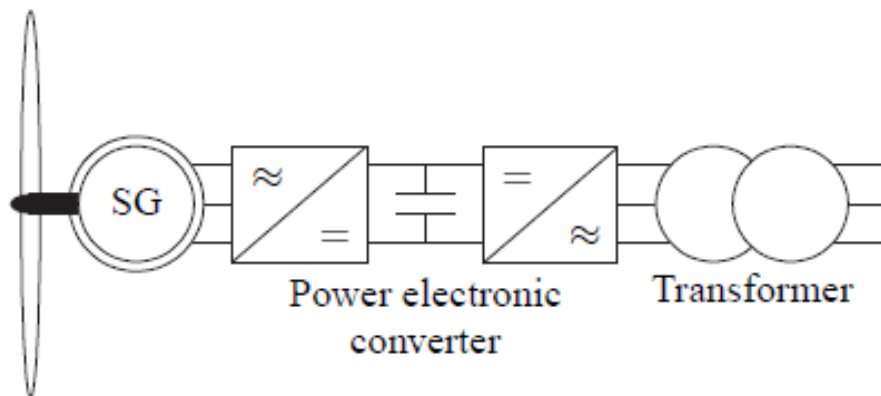 SG
≈
=
=
≈
Power electronic
converter
Transformer